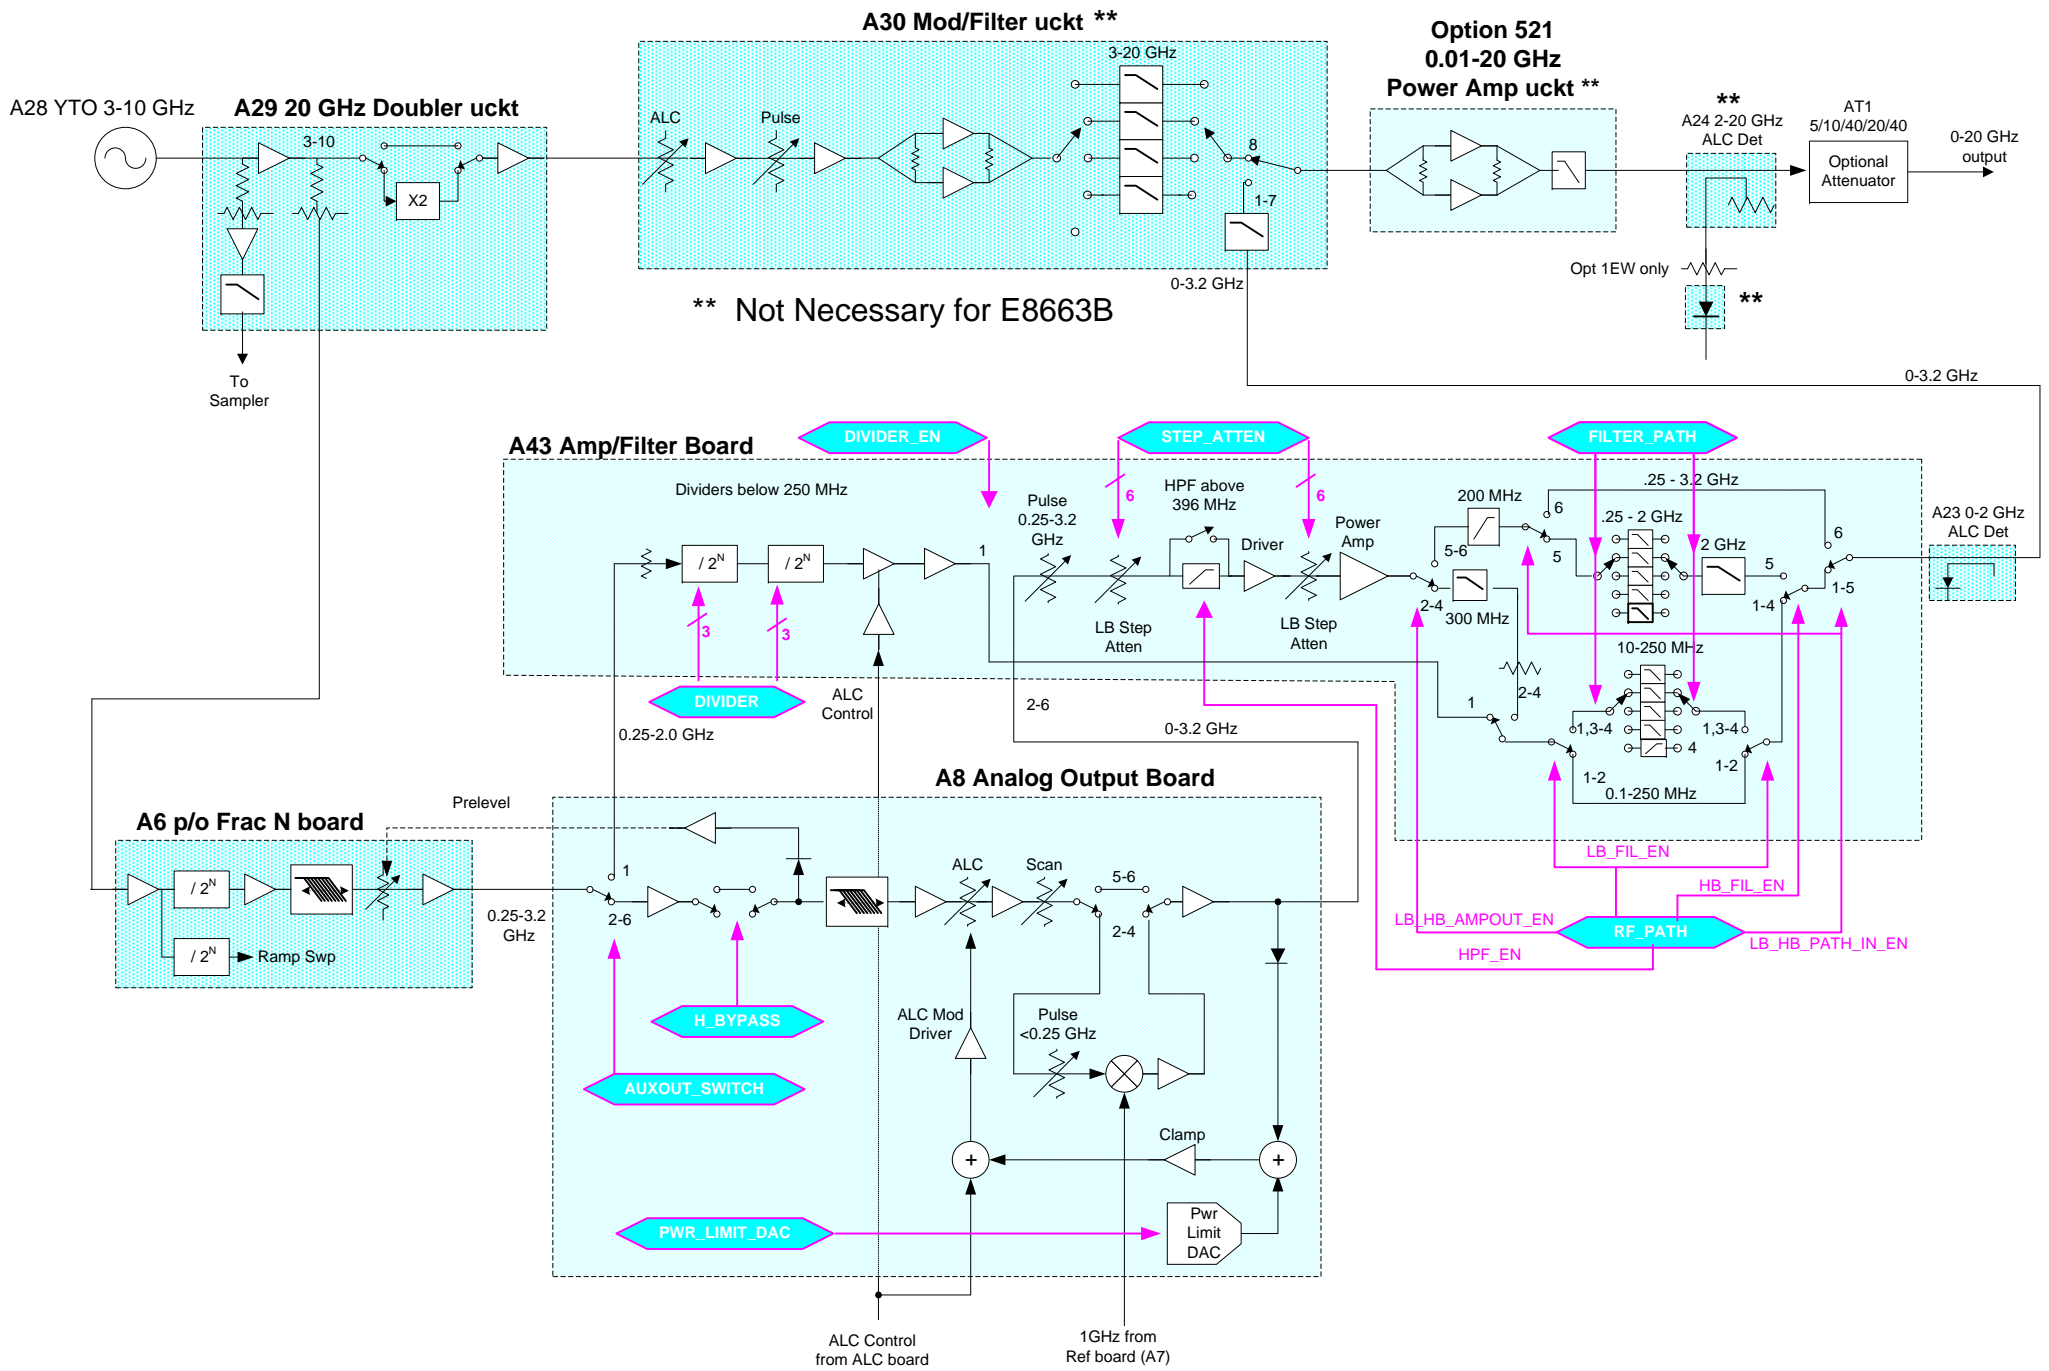 A30 Mod/Filter uckt **
Option 521
0.01-20 GHz
Power Amp uckt **
3-20 GHz
A28 YTO 3-10 GHz
A29 20 GHz Doubler uckt
3-10
X2
ALC
Pulse
8
1-7
**
A24 2-20 GHz
ALC Det
AT1
5/10/40/20/40
Optional
Attenuator
0-20 GHz
output
Opt 1EW only
**
0-3.2 GHz
** Not Necessary for E8663B
To
Sampler
0-3.2 GHz
A43 Amp/Filter Board
DIVIDER_EN
STEP_ATTEN
FILTER_PATH
Dividers below 250 MHz
Pulse
0.25-3.2
GHz
6
HPF above
396 MHz
6
Driver
Power
Amp
200 MHz
.25 - 3.2 GHz
6
.25 - 2 GHz
5-6
5
2 GHz
6
5
1-4
1-5
A23 0-2 GHz
ALC Det
/ 2N
/ 2N
1
3
3
2-4
300 MHz
LB Step
Atten
LB Step
Atten
10-250 MHz
DIVIDER
ALC
Control
2-6
1
2-4
1,3-4
1,3-4
4
0.25-2.0 GHz
0-3.2 GHz
1-2
1-2
0.1-250 MHz
A8 Analog Output Board
Prelevel
A6 p/o Frac N board
/ 2N
/ 2N
Ramp Swp
0.25-3.2
GHz
1
2-6
ALC
Scan
5-6
2-4
LB_FIL_EN
HB_FIL_EN
LB_HB_AMPOUT_EN
RF_PATH
LB_HB_PATH_IN_EN
HPF_EN
H_BYPASS
ALC Mod
Driver
Pulse
<0.25 GHz
AUXOUT_SWITCH
Clamp
+
+
PWR_LIMIT_DAC
Pwr
Limit
DAC
ALC Control
from ALC board
1GHz from
Ref board (A7)